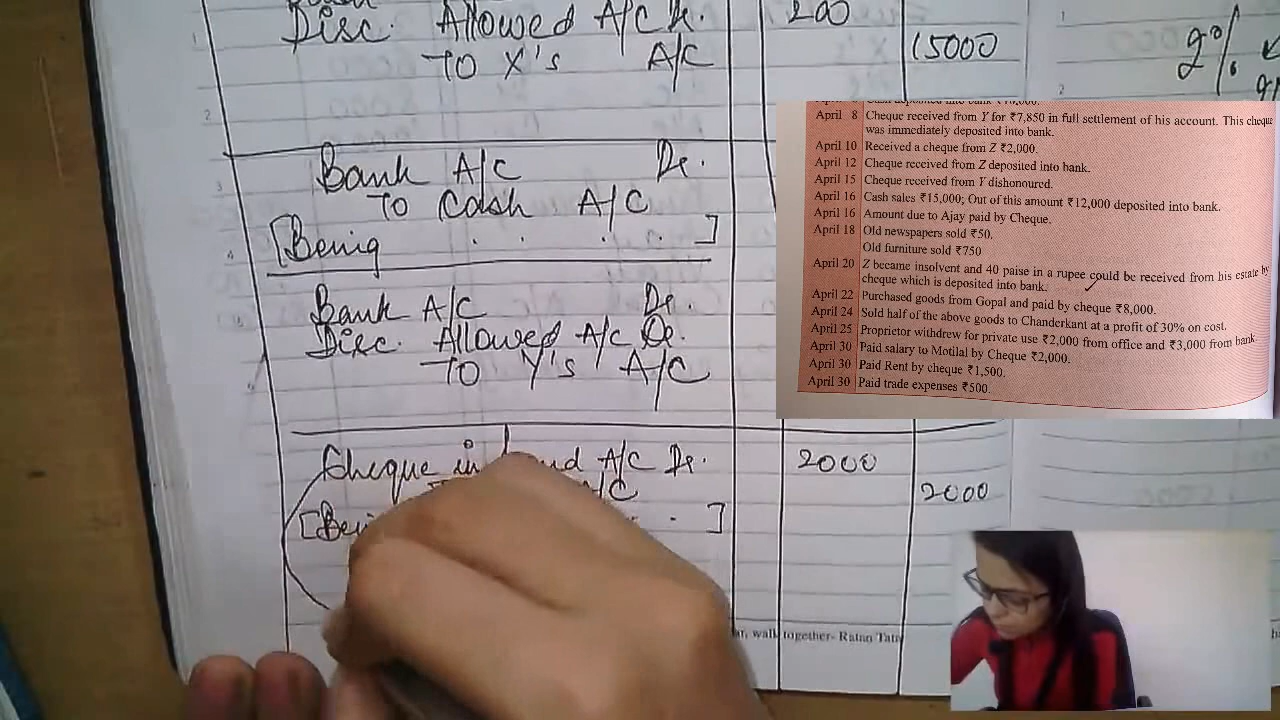 Disc. Allowed A/C Dr. 200
To X's A/C 15000
Bank A/C Dr.
To Cash A/C
[Benig . . . . ]
Bank A/C Dr.
Disc. Allowed A/C Dr.
To Y's A/C
Cheque in A/C Dr. 2000
A/C 2000
. ]
walk together- Ratan Tata
9%
April 8 Cheque received from Y for ₹7,850 in full settlement of his account. This cheque
was immediately deposited into bank.
April 10 Received a cheque from Z ₹2,000.
April 12 Cheque received from Z deposited into bank.
April 15 Cheque received from Y dishonoured.
April 16 Cash sales ₹15,000; Out of this amount ₹12,000 deposited into bank.
April 16 Amount due to Ajay paid by Cheque.
April 18 Old newspapers sold ₹50.
Old furniture sold ₹750
April 20 Z became insolvent and 40 paise in a rupee could be received from his estate by
cheque which is deposited into bank.
April 22 Purchased goods from Gopal and paid by cheque ₹8,000.
April 24 Sold half of the above goods to Chanderkant at a profit of 30% on cost.
April 25 Proprietor withdrew for private use ₹2,000 from office and ₹3,000 from bank.
April 30 Paid salary to Motilal by Cheque ₹2,000.
April 30 Paid Rent by cheque ₹1,500.
April 30 Paid trade expenses ₹500.